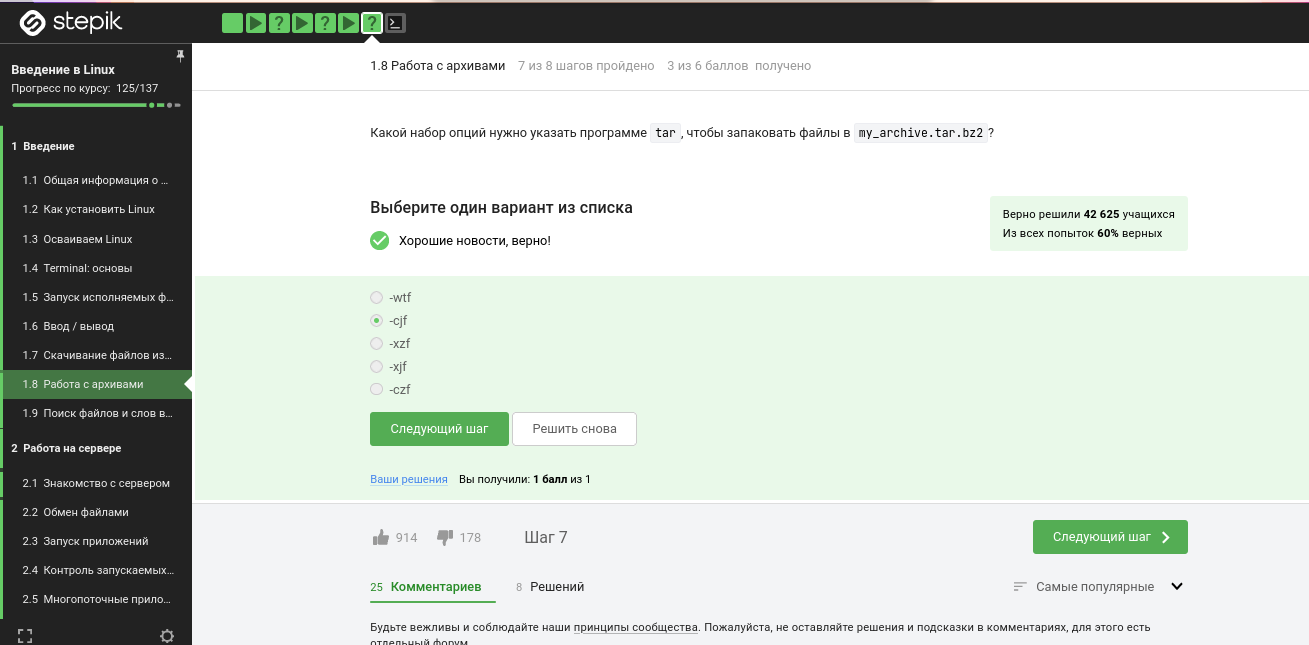 stepik
Введение в Linux
Прогресс по курсу: 125/137
1 Введение
1.1 Общая информация о ...
1.2 Как установить Linux
1.3 Осваиваем Linux
1.4 Terminal: основы
1.5 Запуск исполняемых ф...
1.6 Ввод / вывод
1.7 Скачивание файлов из...
1.8 Работа с архивами
1.9 Поиск файлов и слов в...
2 Работа на сервере
2.1 Знакомство с сервером
2.2 Обмен файлами
2.3 Запуск приложений
2.4 Контроль запускаемых...
2.5 Многопоточные прило...
1.8 Работа с архивами 7 из 8 шагов пройдено 3 из 6 баллов получено
Какой набор опций нужно указать программе tar, чтобы запаковать файлы в my_archive.tar.bz2?
Выберите один вариант из списка
Хорошие новости, верно!
Верно решили 42 625 учащихся
Из всех попыток 60% верных
-wtf
-cjf
-xzf
-xjf
-czf
Следующий шаг Решить снова
Ваши решения Вы получили: 1 балл из 1
914 178 Шаг 7 Следующий шаг
25 Комментариев 8 Решений Самые популярные
Будьте вежливы и соблюдайте наши принципы сообщества. Пожалуйста, не оставляйте решения и подсказки в комментариях, для этого есть
отдельный форум.